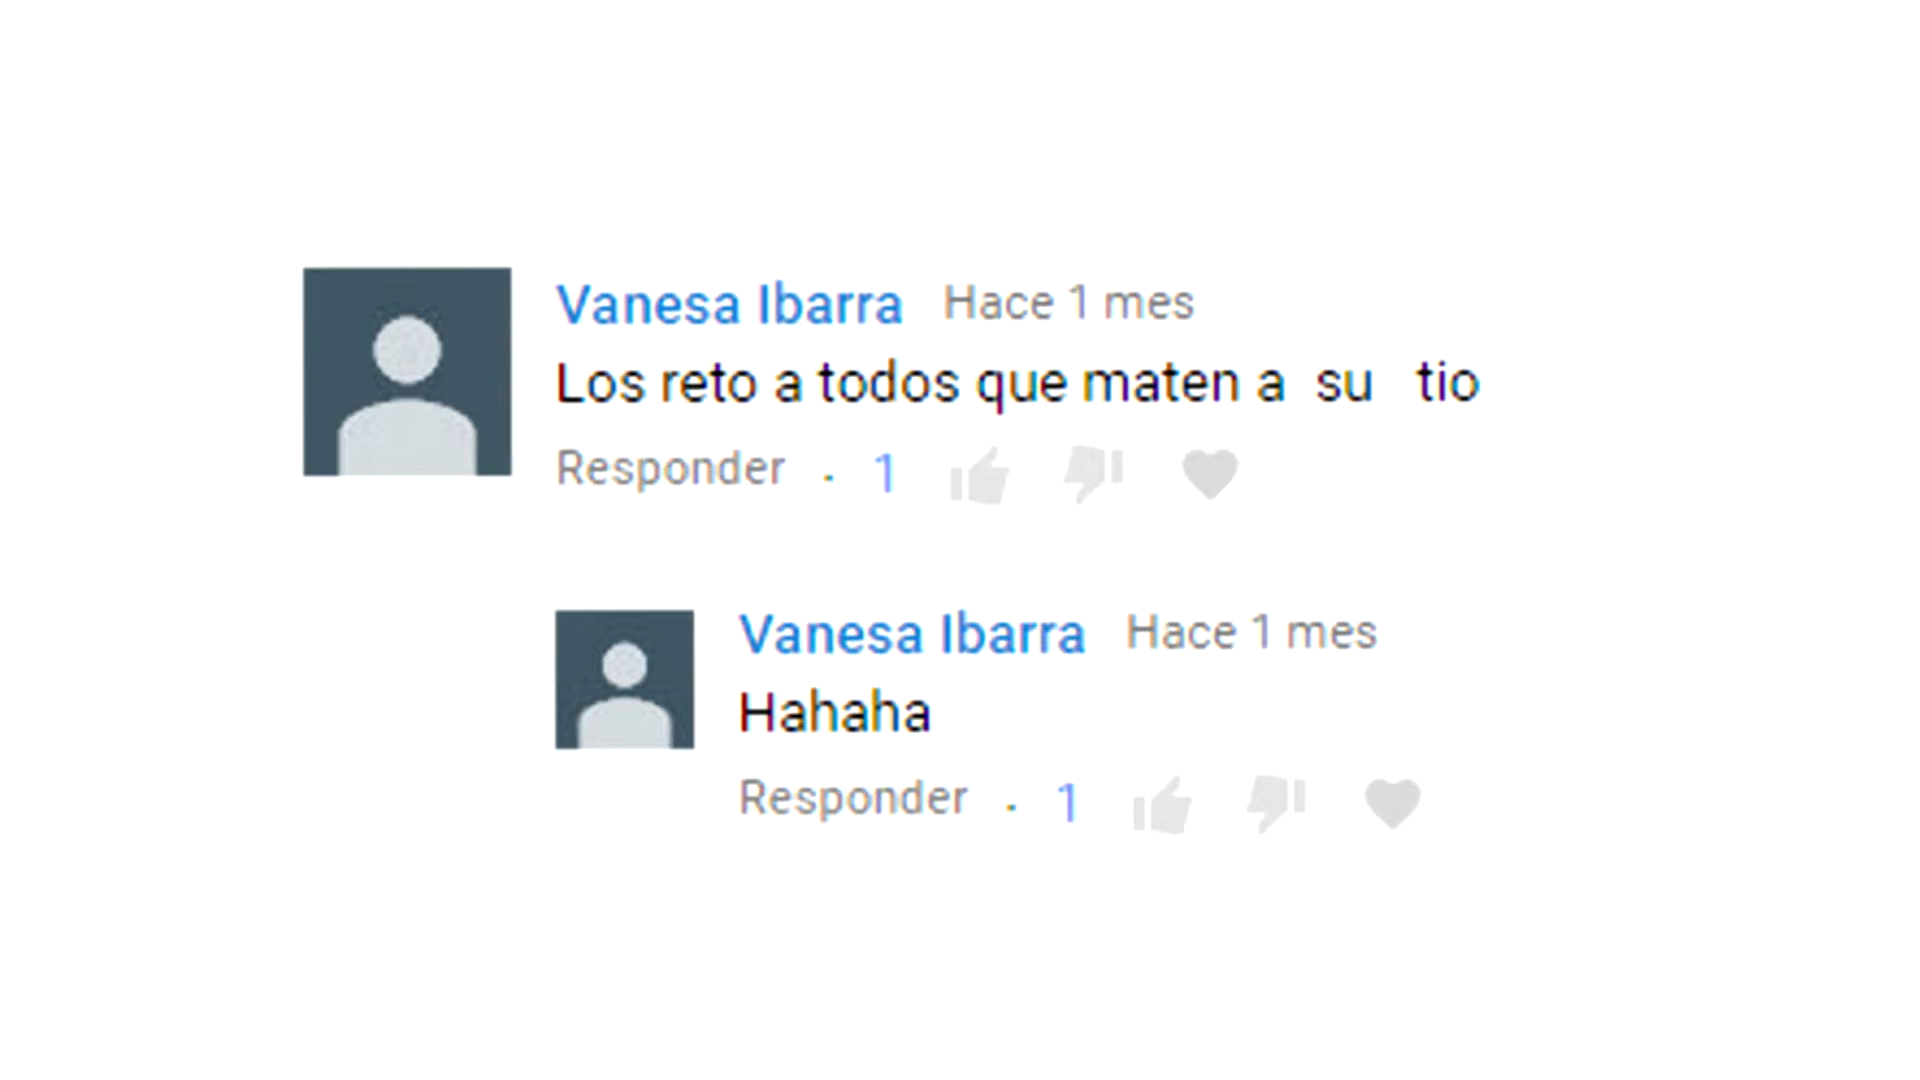 Vanesa Ibarra Hace 1 mes
Los reto a todos que maten a su tio
Responder . 1
Vanesa Ibarra Hace 1 mes
Hahaha
Responder . 1